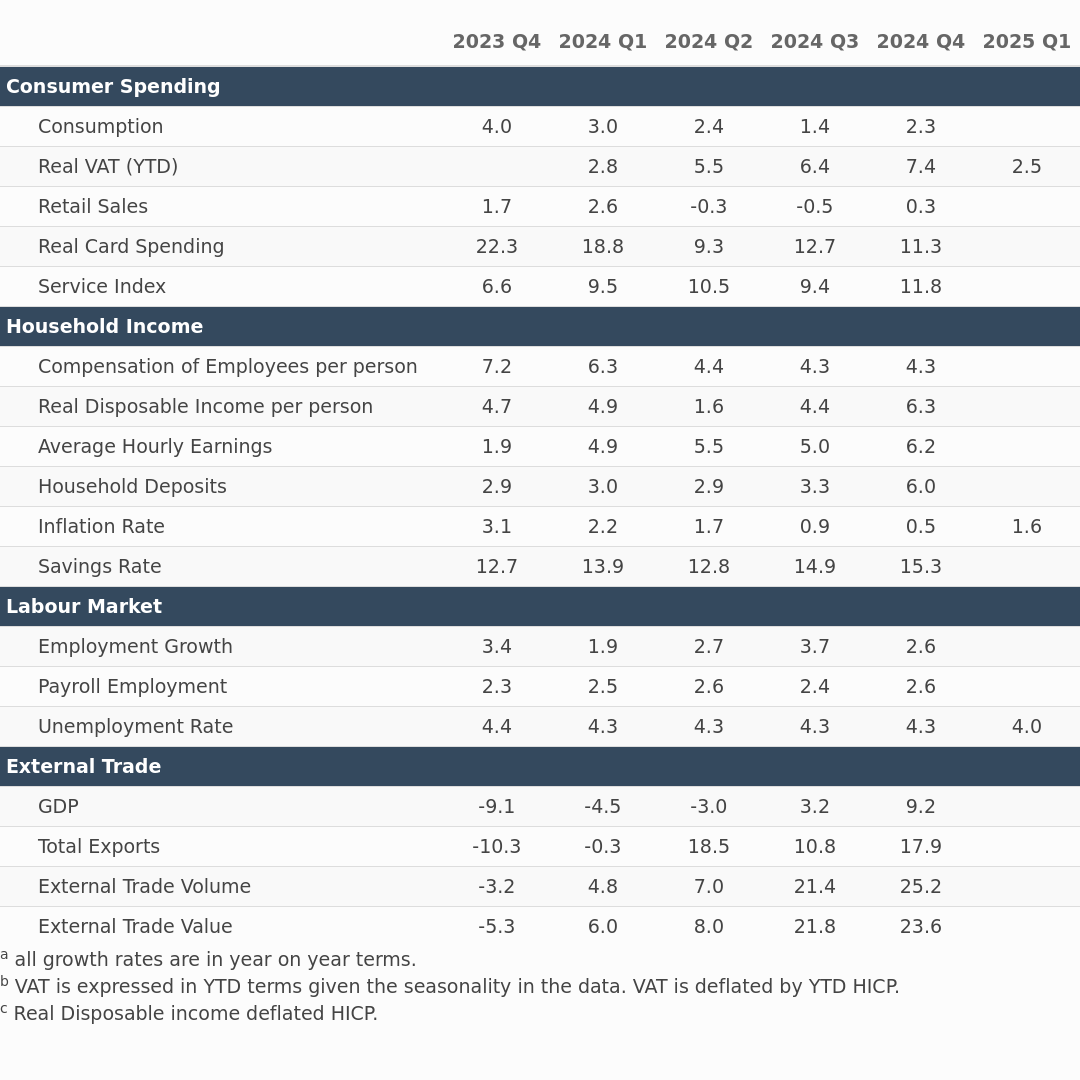 2023 Q4 2024 Q1 2024 Q2 2024 Q3 2024 Q4 2025 Q1
Consumer Spending
Consumption 4.0 3.0 2.4 1.4 2.3
Real VAT (YTD) 2.8 5.5 6.4 7.4 2.5
Retail Sales 1.7 2.6 -0.3 -0.5 0.3
Real Card Spending 22.3 18.8 9.3 12.7 11.3
Service Index 6.6 9.5 10.5 9.4 11.8
Household Income
Compensation of Employees per person 7.2 6.3 4.4 4.3 4.3
Real Disposable Income per person 4.7 4.9 1.6 4.4 6.3
Average Hourly Earnings 1.9 4.9 5.5 5.0 6.2
Household Deposits 2.9 3.0 2.9 3.3 6.0
Inflation Rate 3.1 2.2 1.7 0.9 0.5 1.6
Savings Rate 12.7 13.9 12.8 14.9 15.3
Labour Market
Employment Growth 3.4 1.9 2.7 3.7 2.6
Payroll Employment 2.3 2.5 2.6 2.4 2.6
Unemployment Rate 4.4 4.3 4.3 4.3 4.3 4.0
External Trade
GDP -9.1 -4.5 -3.0 3.2 9.2
Total Exports -10.3 -0.3 18.5 10.8 17.9
External Trade Volume -3.2 4.8 7.0 21.4 25.2
External Trade Value -5.3 6.0 8.0 21.8 23.6
a all growth rates are in year on year terms.
b VAT is expressed in YTD terms given the seasonality in the data. VAT is deflated by YTD HICP.
c Real Disposable income deflated HICP.